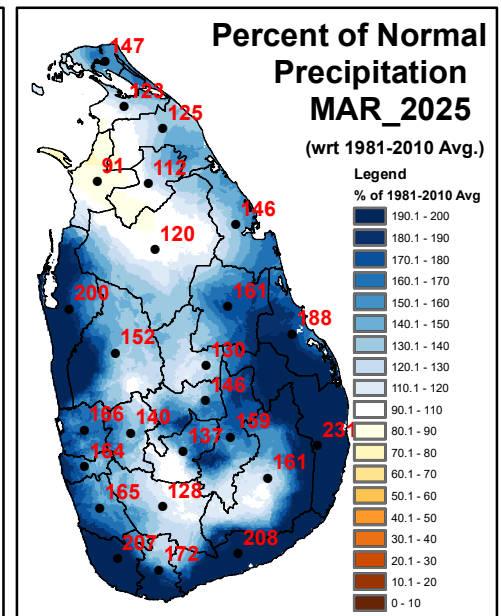 Percent of Normal
Precipitation
MAR_2025
(wrt 1981-2010 Avg.)
Legend
% of 1981-2010 Avg
190.1 - 200
180.1 - 190
170.1 - 180
160.1 - 170
150.1 - 160
140.1 - 150
130.1 - 140
120.1 - 130
110.1 - 120
90.1 - 110
80.1 - 90
70.1 - 80
60.1 - 70
50.1 - 60
40.1 - 50
30.1 - 40
20.1 - 30
10.1 - 20
0 - 10
147
123
125
91
112
146
120
200
161
188
152
130
146
166
140
159
137
231
164
161
165
128
207
172
208